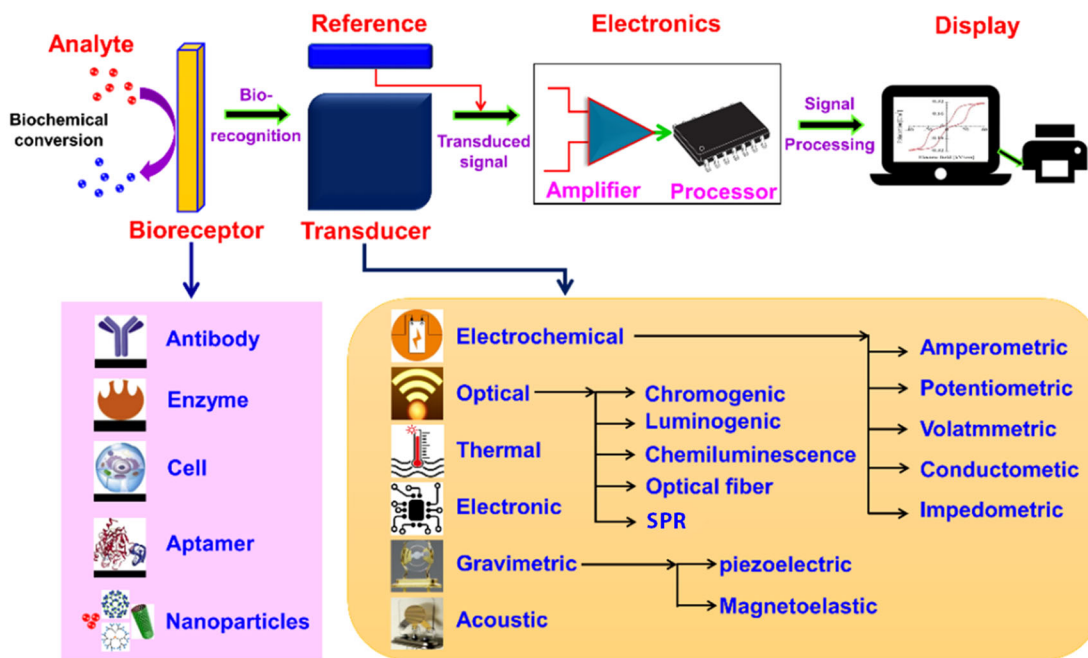 Analyte
Reference
Electronics
Display
Biochemical
conversion
Bio-
recognition
Transduced
signal
Amplifier
Processor
Signal
Processing
Bioreceptor
Transducer
Antibody
Enzyme
Cell
Aptamer
Nanoparticles
Electrochemical
Optical
Thermal
Electronic
Gravimetric
Acoustic
Chromogenic
Luminogenic
Chemiluminescence
Optical fiber
SPR
piezoelectric
Magnetoelastic
Amperometric
Potentiometric
Volatmmetric
Conductometic
Impedometric